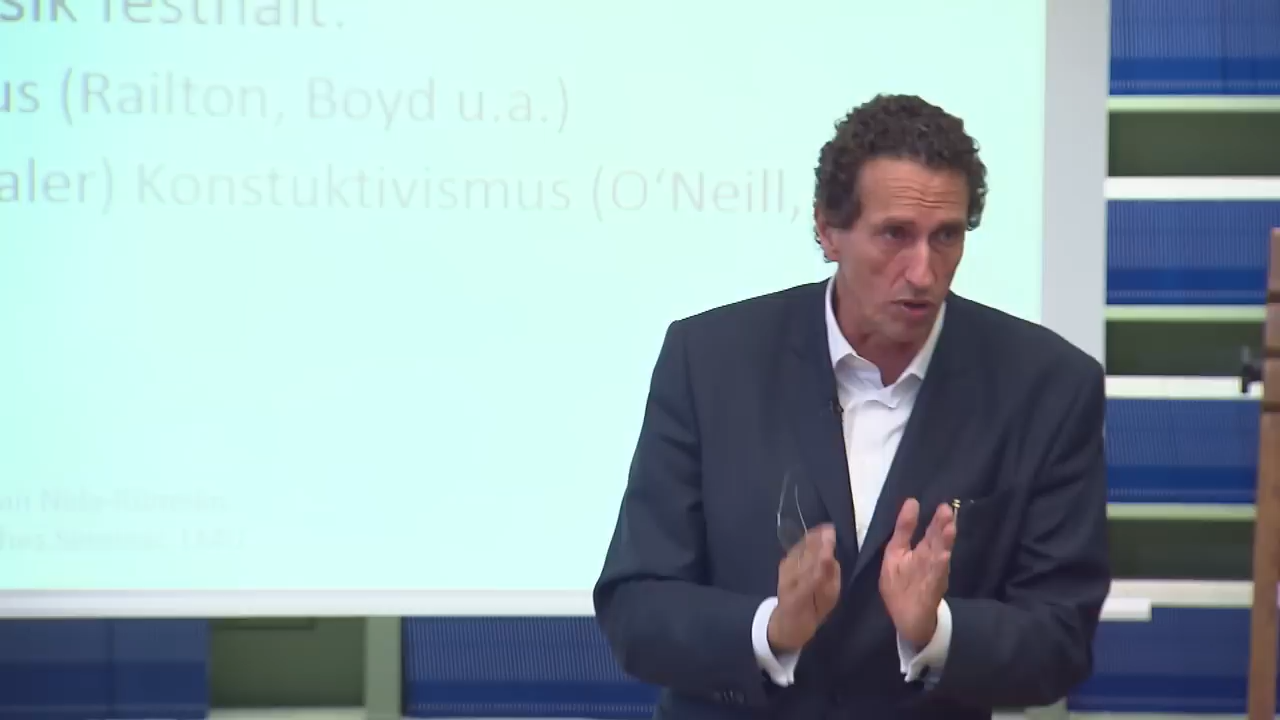 sik festhält.
us (Railton, Boyd u.a.)
aler) Konstuktivismus (O‘Neill,